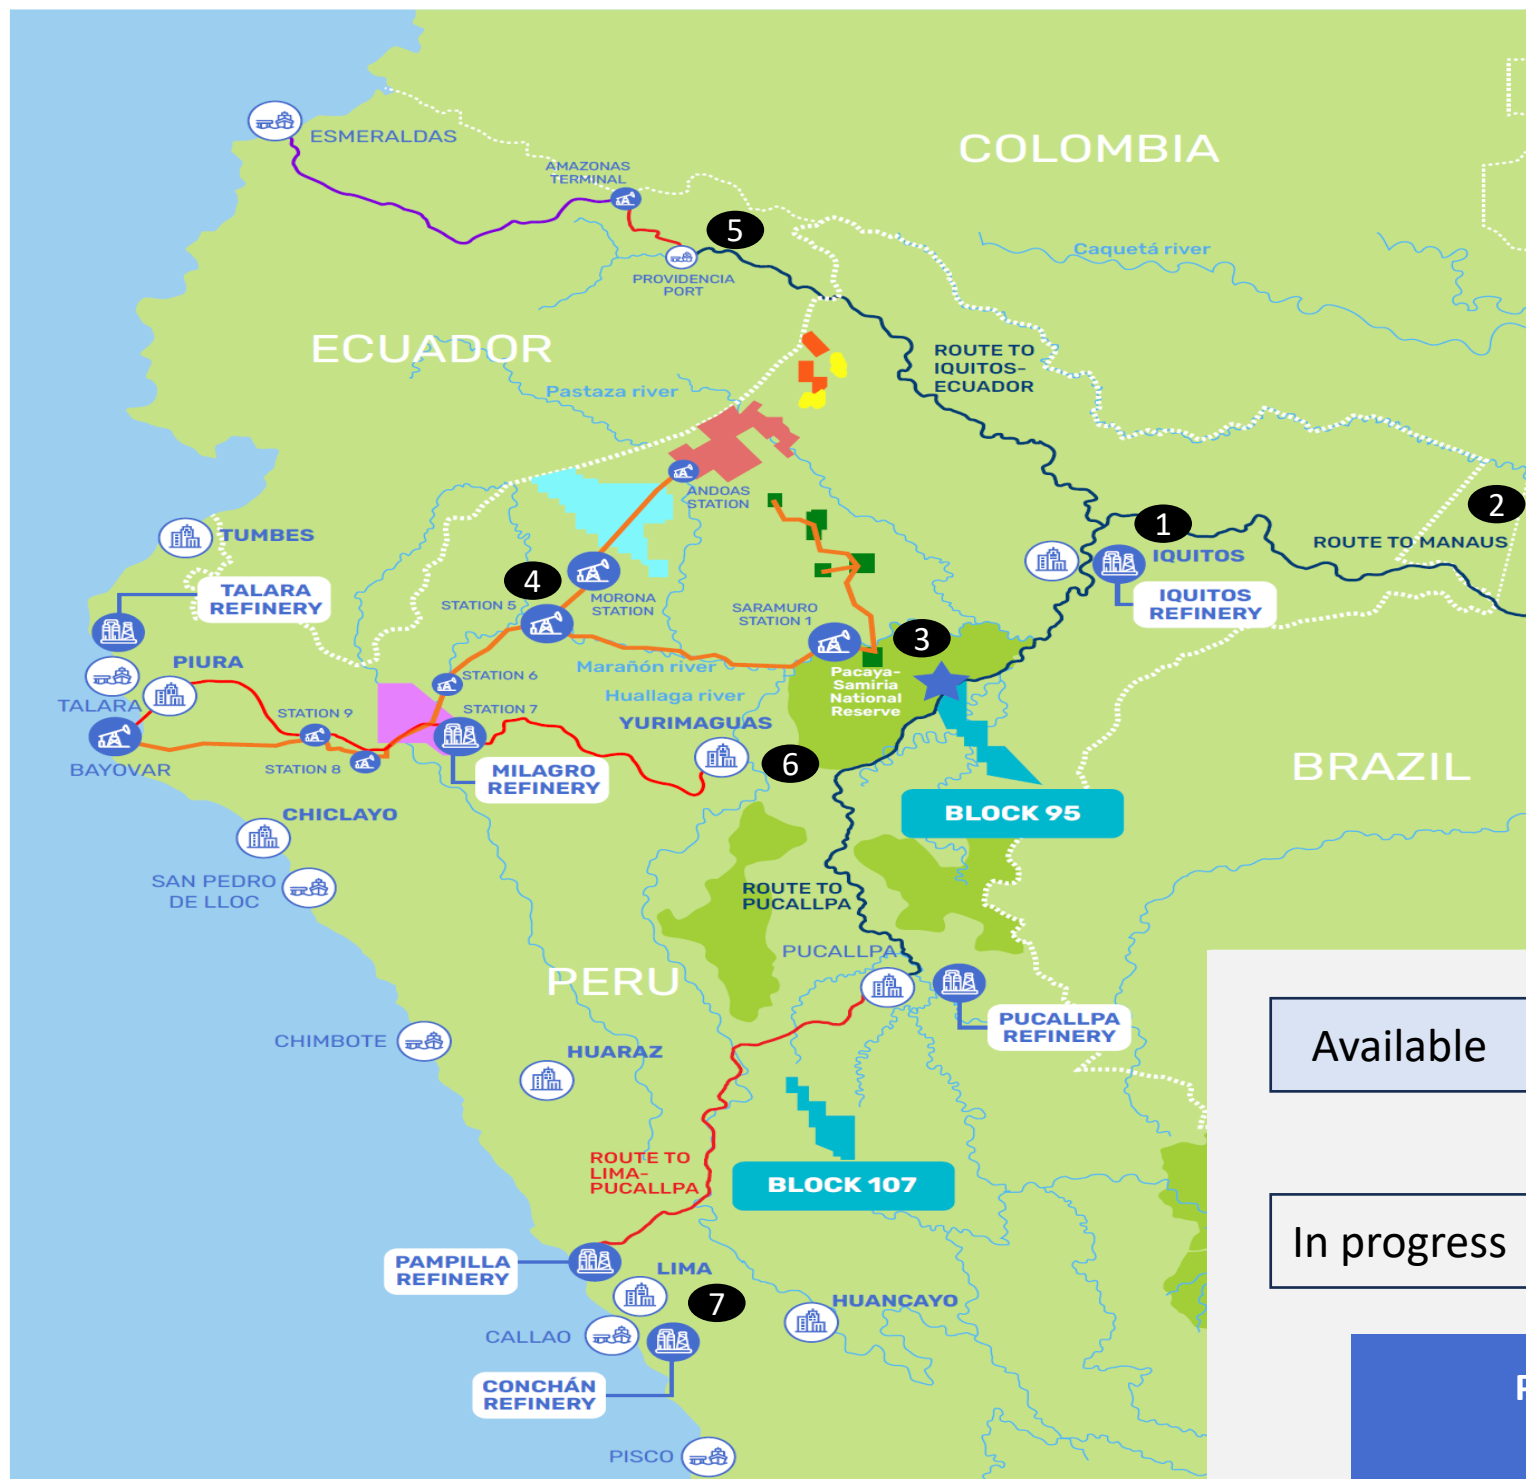 ESMERALDAS
COLOMBIA
AMAZONAS
TERMINAL
5
Caquetá river
PROVIDENCIA
PORT
ECUADOR
ROUTE TO
IQUITOS-
ECUADOR
Pastaza river
ANDOAS
STATION
2
1
TUMBES
IQUITOS
ROUTE TO MANAUS
4
TALARA
REFINERY
STATION 5
MORONA
STATION
SARAMURO
STATION 1
IQUITOS
REFINERY
3
PIURA
Marañón river
STATION 6
Pacaya-
Samiria
National
Reserve
Huallaga river
TALARA
STATION 9
STATION 7
YURIMAGUAS
BAYOVAR
STATION 8
6
MILAGRO
REFINERY
BRAZIL
CHICLAYO
BLOCK 95
SAN PEDRO
DE LLOC
ROUTE TO
PUCALLPA
PUCALLPA
PERU
PUCALLPA
REFINERY
CHIMBOTE
HUARAZ
Available
ROUTE TO
LIMA-
PUCALLPA
BLOCK 107
In progress
PAMPILLA
REFINERY
LIMA
7
HUANCAYO
CALLAO
CONCHÁN
REFINERY
PISCO